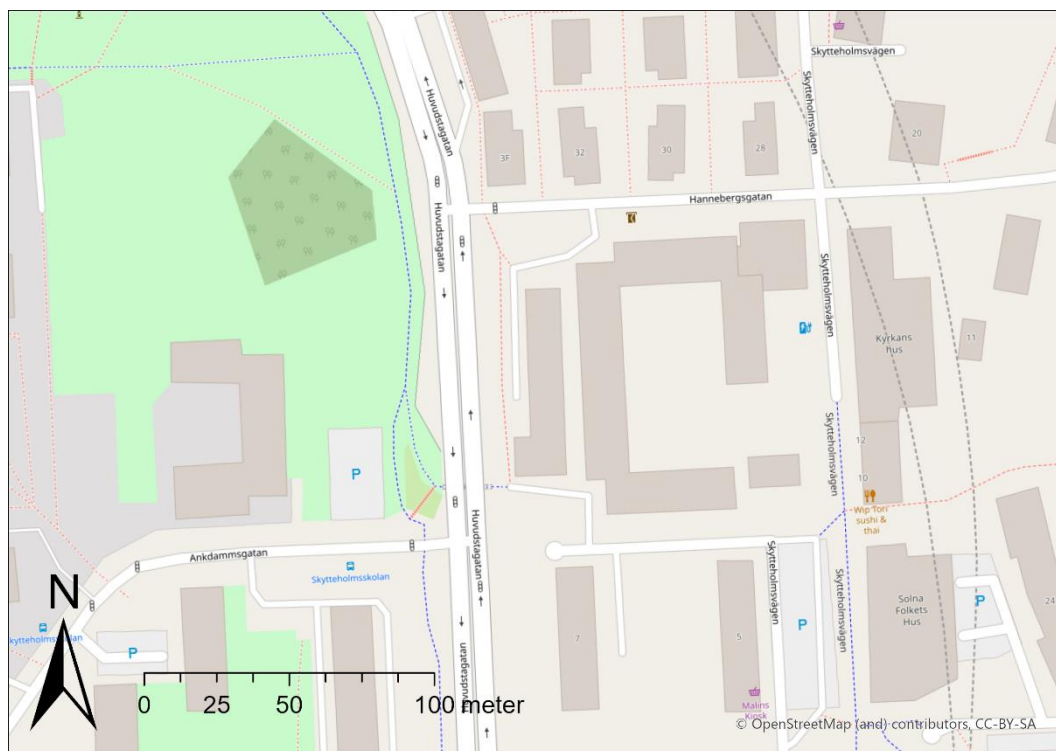 Skytteholmsvägen
Huvudstagatan
Skytteholmsvägen
20
3F
32
30
28
Hannebergsgatan
Huvudstagatan
Skytteholmsvägen
Kyrkans
hus
11
12
10
Skytteholmsvägen
P
Wip Tori
sushi &
thai
Huvudstagatan
Ankdammsgatan
Skytteholmsskolan
Skytteholmsvägen
Skytteholmsvägen
Solna
Folkets
Hus
P
24
N
P
7
5
P
Huvudstagatan
Malins
Kiosk
0 25 50 100 meter
© OpenStreetMap (and) contributors, CC-BY-SA